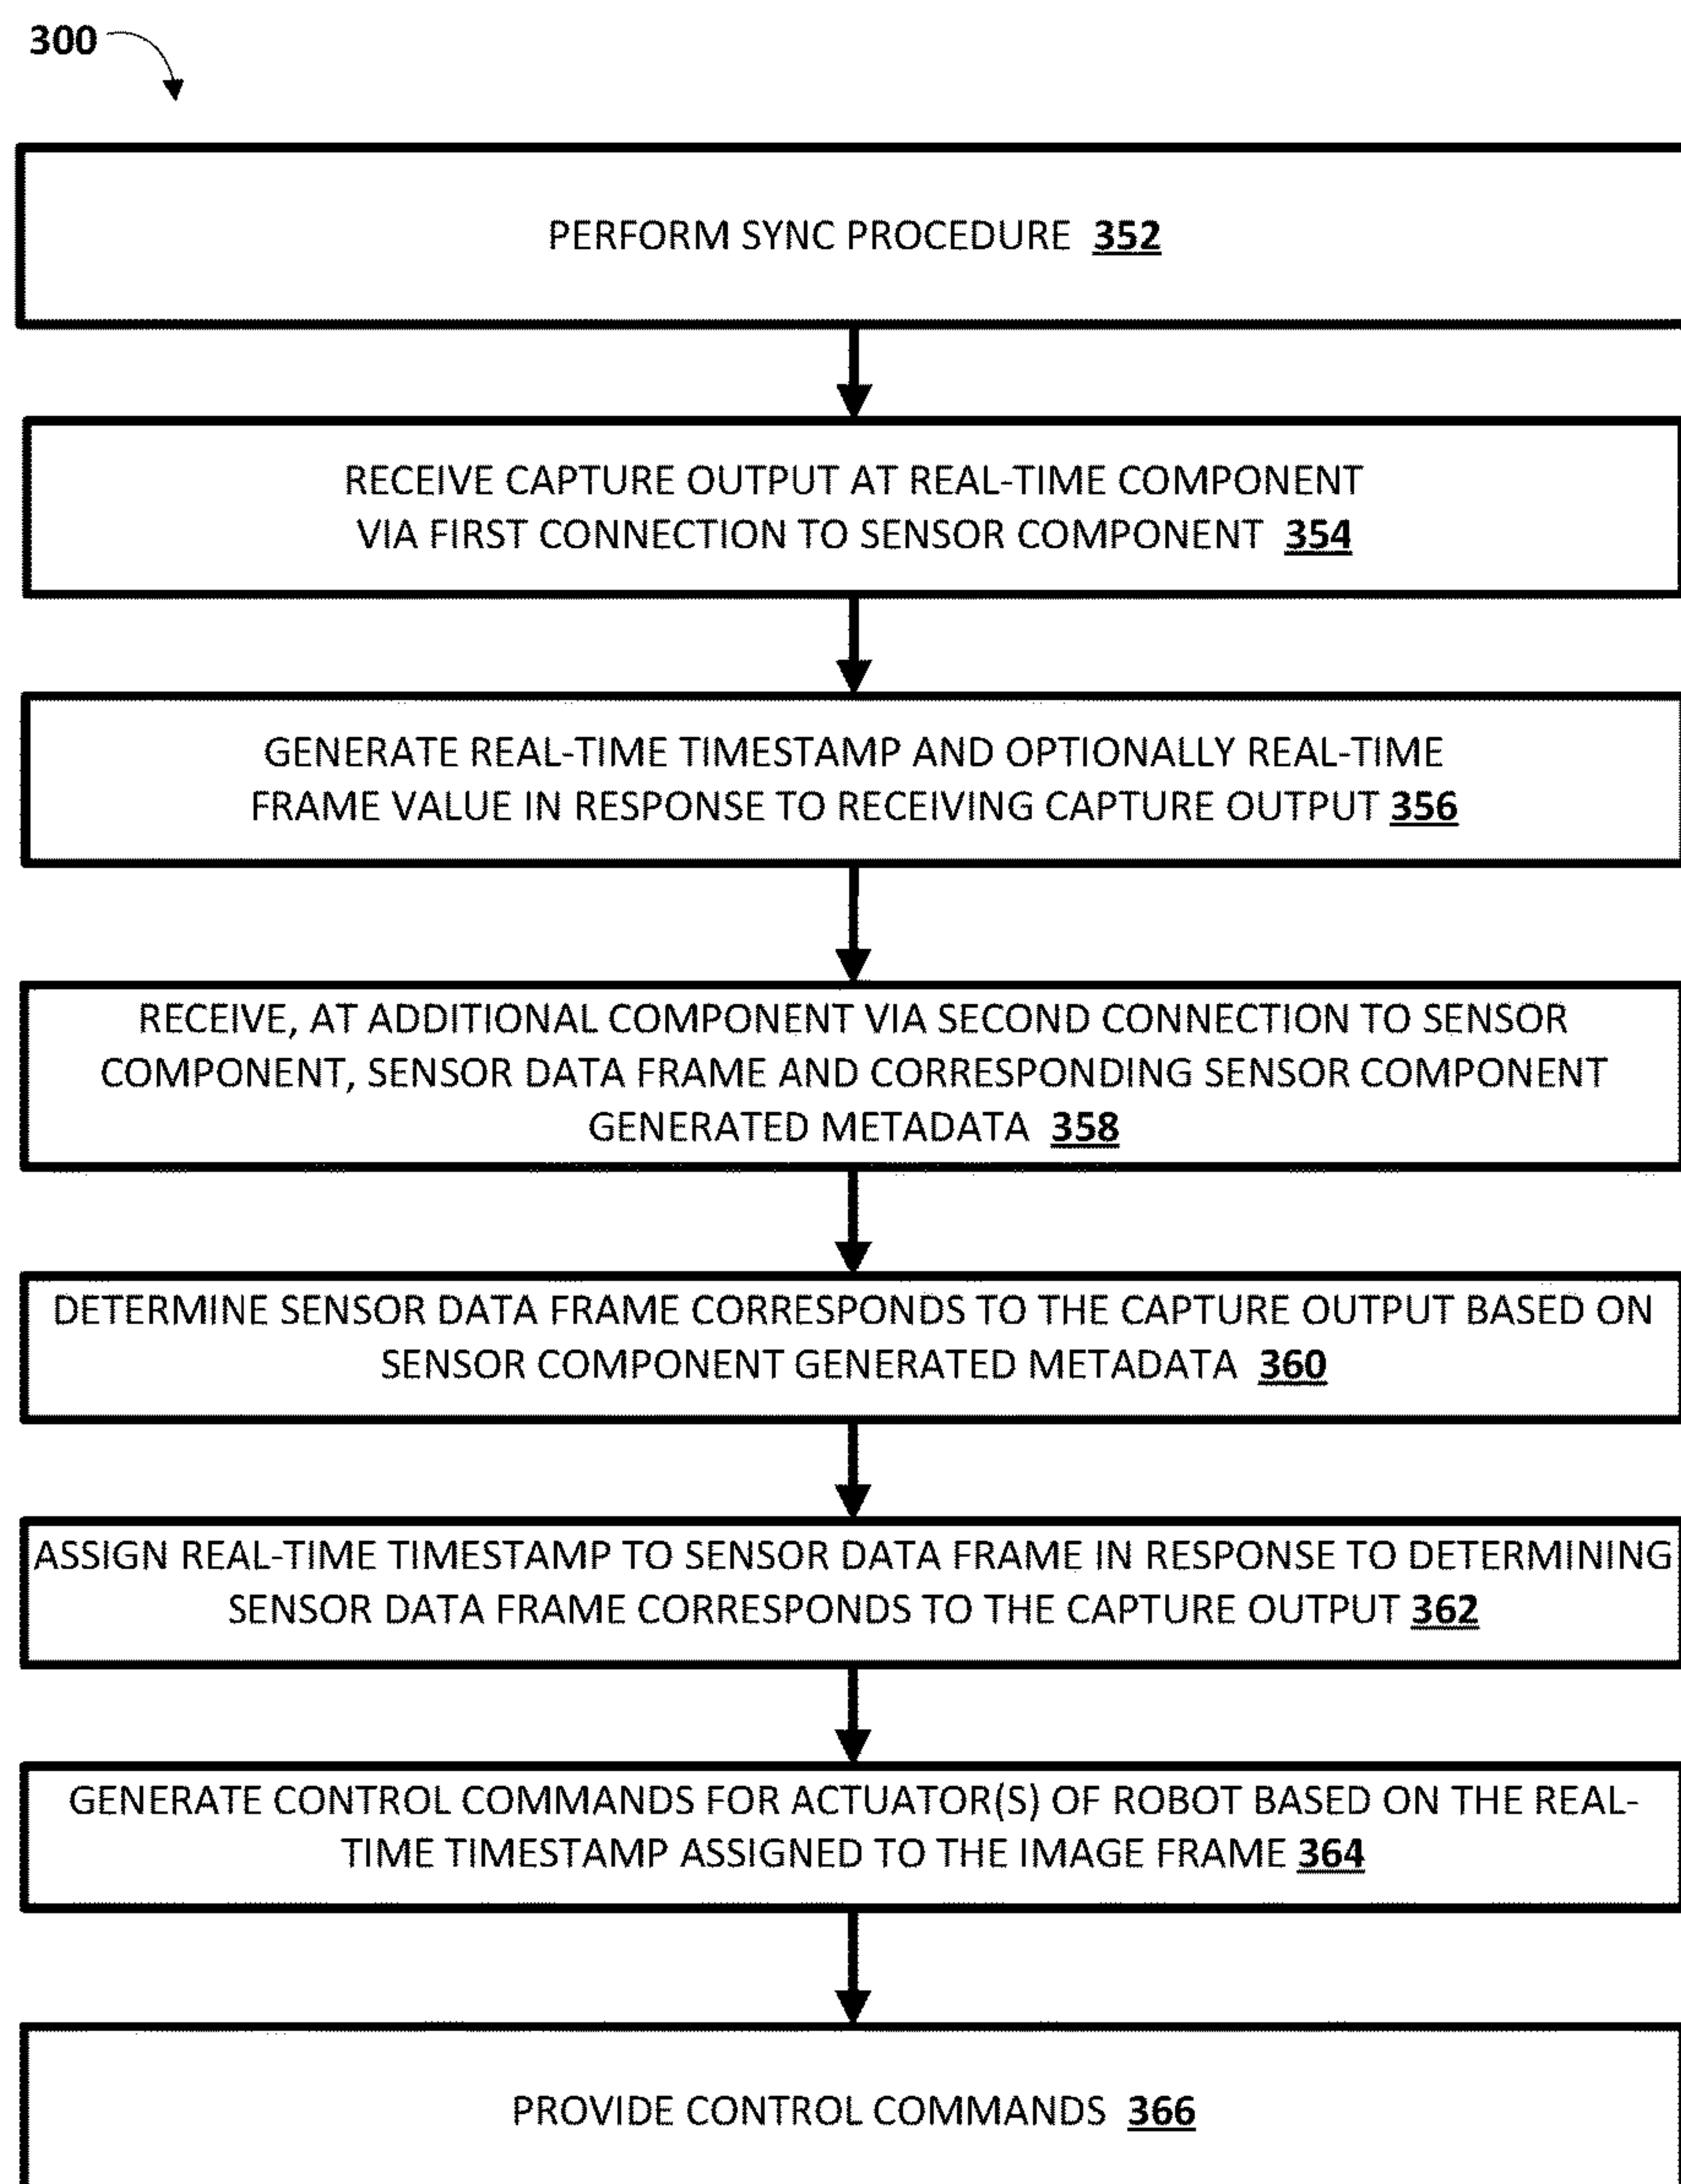 300
PERFORM SYNC PROCEDURE 352
RECEIVE CAPTURE OUTPUT AT REAL-TIME COMPONENT
VIA FIRST CONNECTION TO SENSOR COMPONENT 354
GENERATE REAL-TIME TIMESTAMP AND OPTIONALLY REAL-TIME
FRAME VALUE IN RESPONSE TO RECEIVING CAPTURE OUTPUT 356
RECEIVE, AT ADDITIONAL COMPONENT VIA SECOND CONNECTION TO SENSOR
COMPONENT, SENSOR DATA FRAME AND CORRESPONDING SENSOR COMPONENT
GENERATED METADATA 358
DETERMINE SENSOR DATA FRAME CORRESPONDS TO THE CAPTURE OUTPUT BASED ON
SENSOR COMPONENT GENERATED METADATA 360
ASSIGN REAL-TIME TIMESTAMP TO SENSOR DATA FRAME IN RESPONSE TO DETERMINING
SENSOR DATA FRAME CORRESPONDS TO THE CAPTURE OUTPUT 362
GENERATE CONTROL COMMANDS FOR ACTUATOR(S) OF ROBOT BASED ON THE REAL-
TIME TIMESTAMP ASSIGNED TO THE IMAGE FRAME 364
PROVIDE CONTROL COMMANDS 366